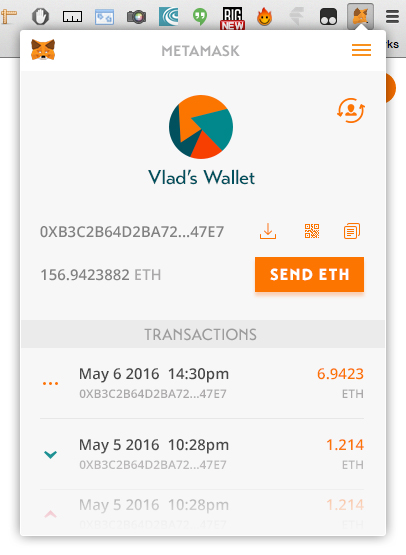 BIG
NEW
ks
METAMASK
Vlad's Wallet
0XB3C2B64D2BA72...47E7
156.9423882 ETH
SEND ETH
TRANSACTIONS
May 6 2016 14:30pm 6.9423
0XB3C2B64D2BA72...47E7 ETH
May 5 2016 10:28pm 1.214
0XB3C2B64D2BA72...47E7 ETH
May 5 2016 10:28pm 1.214
0XB3C2B64D2BA72...47E7 ETH